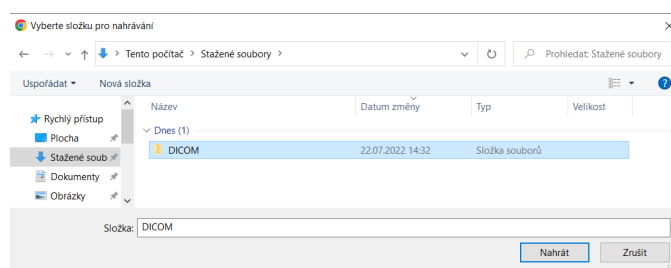 Vyberte složku pro nahrávání
Tento počítač > Stažené soubory >
Prohledat: Stažené soubory
Uspořádat
Nová složka
Název
Datum změny
Typ
Velikost
Rychlý přístup
Plocha
Stažené soub
Dokumenty
Obrázky
Dnes (1)
DICOM
22.07.2022 14:32
Složka souborů
Složka:
DICOM
Nahrát
Zrušit